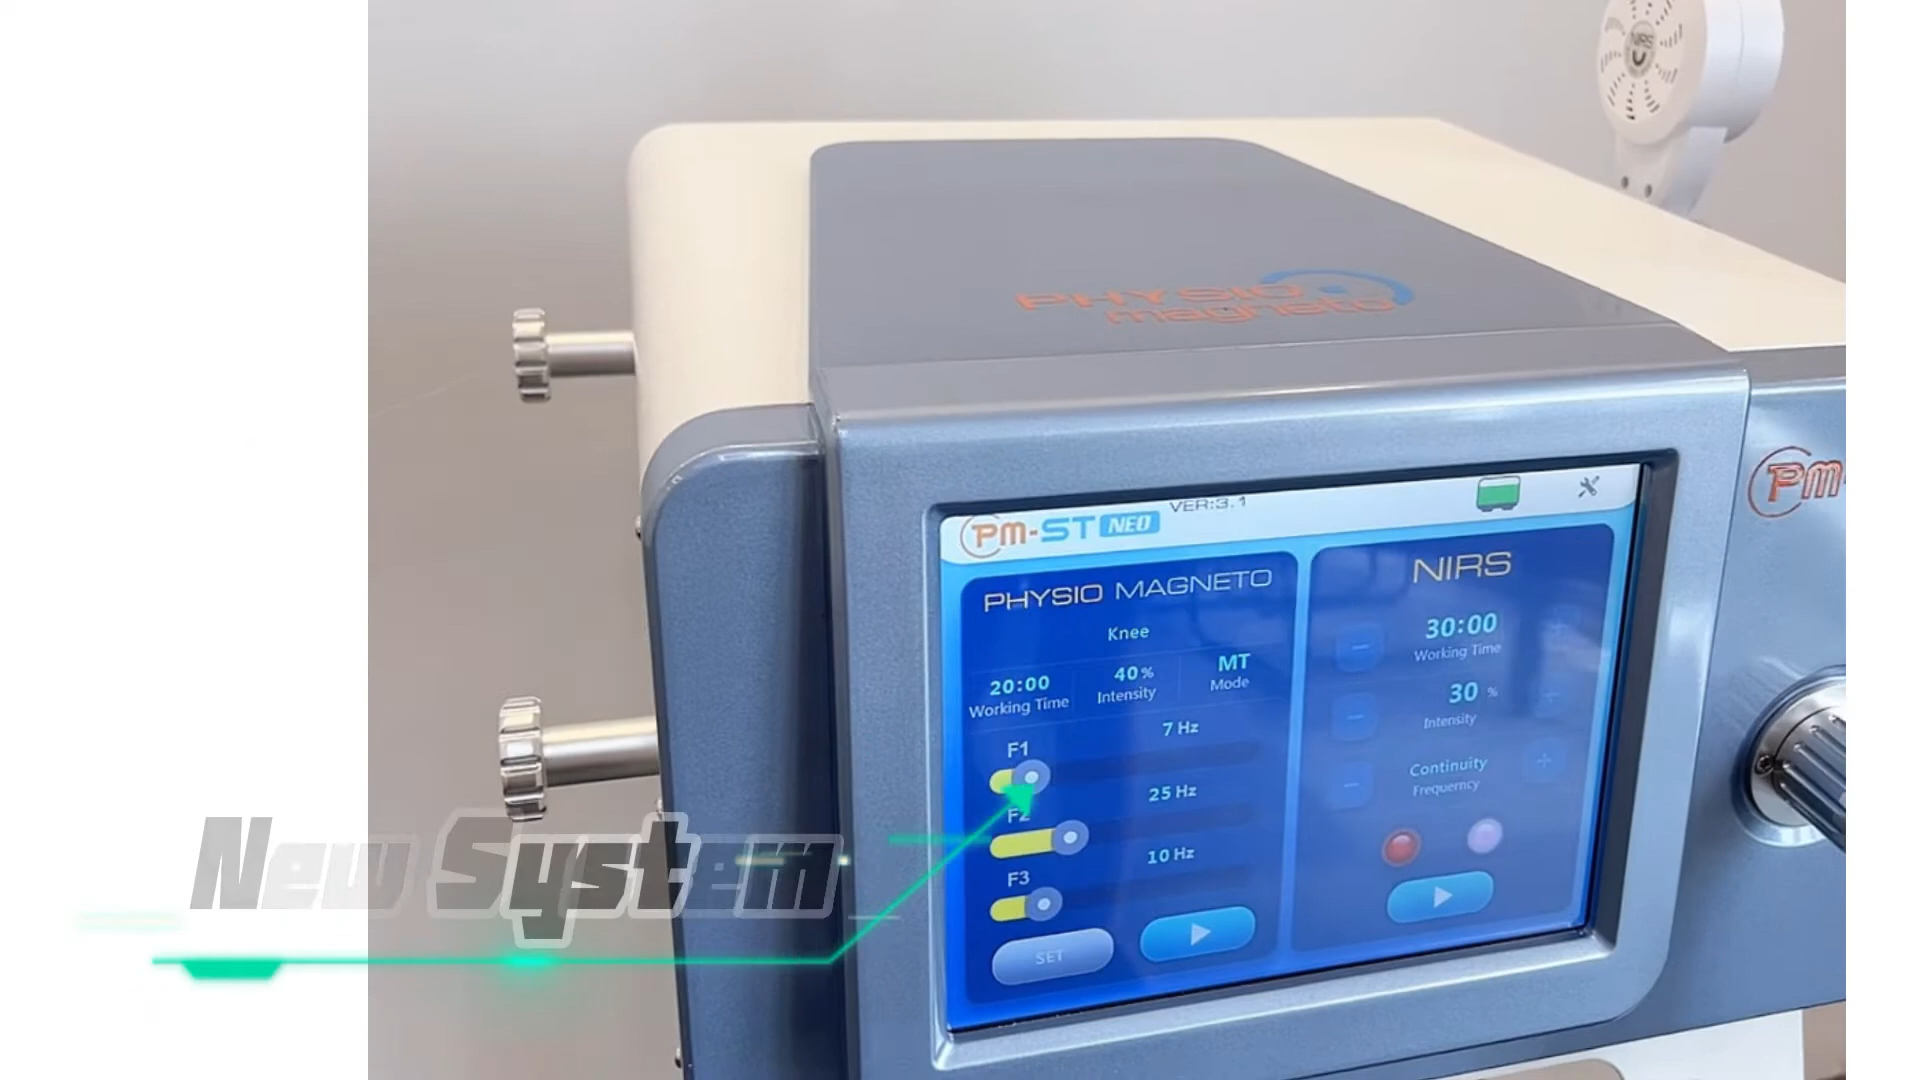 NIRS
PHYSIO
magneto
PM-
PM-ST NEO
VER:3.1
PHYSIO MAGNETO
Knee
20:00
Working Time
40%
Intensity
MT
Mode
7 Hz
F1
25 Hz
F2
10 Hz
F3
SET
NIRS
30:00
Working Time
30 %
Intensity
Continuity
Frequency
New System